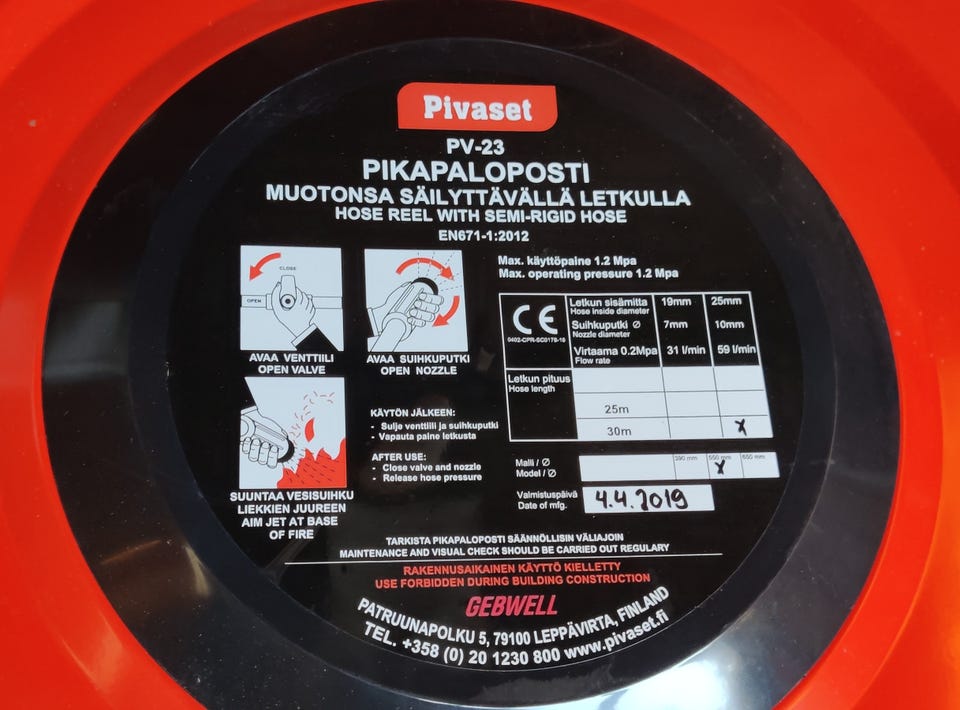 Pivaset
PV-23
PIKAPALOPOSTI
MUOTONSA SÄILYTTÄVÄLLÄ LETKULLA
HOSE REEL WITH SEMI-RIGID HOSE
EN671-1:2012
CLOSE
OPEN
AVAA VENTTIILI
OPEN VALVE
AVAA SUIHKUPUTKI
OPEN NOZZLE
SUUNTAA VESISUIHKU
LIEKKIEN JUUREEN
AIM JET AT BASE
OF FIRE
KÄYTÖN JÄLKEEN:
- Sulje venttiili ja suihkuputki
- Vapauta paine letkusta
AFTER USE:
- Close valve and nozzle
- Release hose pressure
Max. käyttöpaine 1.2 Mpa
Max. operating pressure 1.2 Mpa
CE
0402-CPR-SC0178-16
Letkun sisämitta 19mm 25mm
Hose inside diameter
Suihkuputki Ø 7mm 10mm
Nozzle diameter
Virtaama 0.2Mpa 31 l/min 59 l/min
Flow rate
Letkun pituus
Hose length
25m
30m x
Malli / Ø 390 mm 550 mm 650 mm
Model / Ø x
Valmistuspäivä
Date of mfg. 4.4.2019
TARKISTA PIKAPALOPOSTI SÄÄNNÖLLISIN VÄLIAJOIN
MAINTENANCE AND VISUAL CHECK SHOULD BE CARRIED OUT REGULARY
RAKENNUSAIKAINEN KÄYTTÖ KIELLETTY
USE FORBIDDEN DURING BUILDING CONSTRUCTION
GEBWELL
PATRUUNAPOLKU 5, 79100 LEPPÄVIRTA, FINLAND
TEL. +358 (0) 20 1230 800 www.pivaset.fi